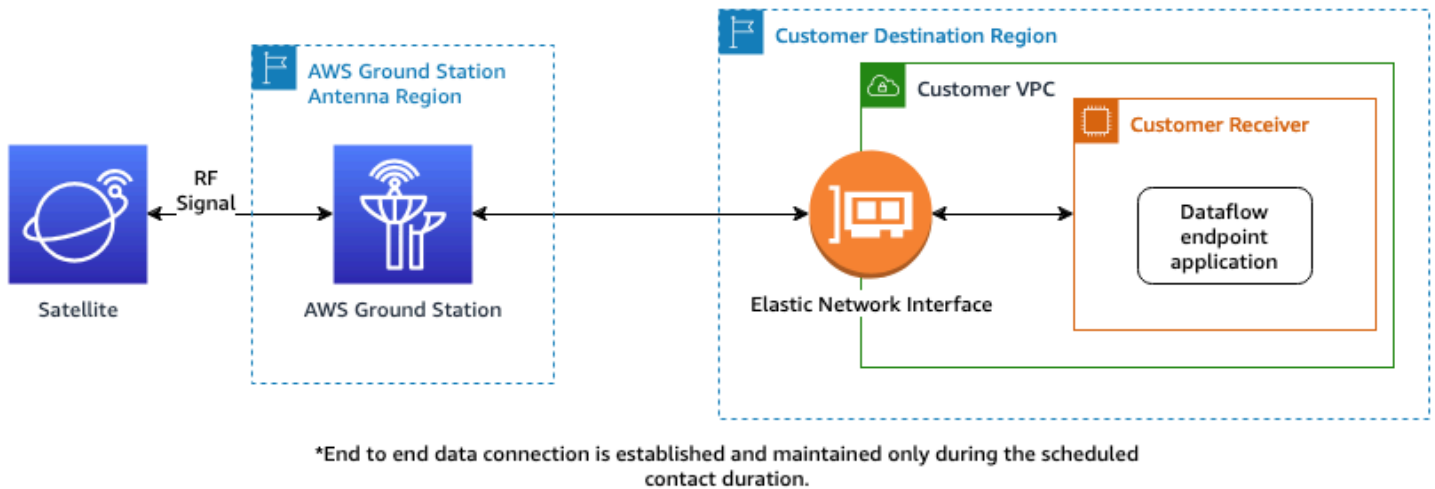 Customer Destination Region
AWS Ground Station
Antenna Region
Customer VPC
Customer Receiver
RF
Signal
Dataflow
endpoint
application
Satellite
AWS Ground Station
Elastic Network Interface
*End to end data connection is established and maintained only during the scheduled
contact duration.